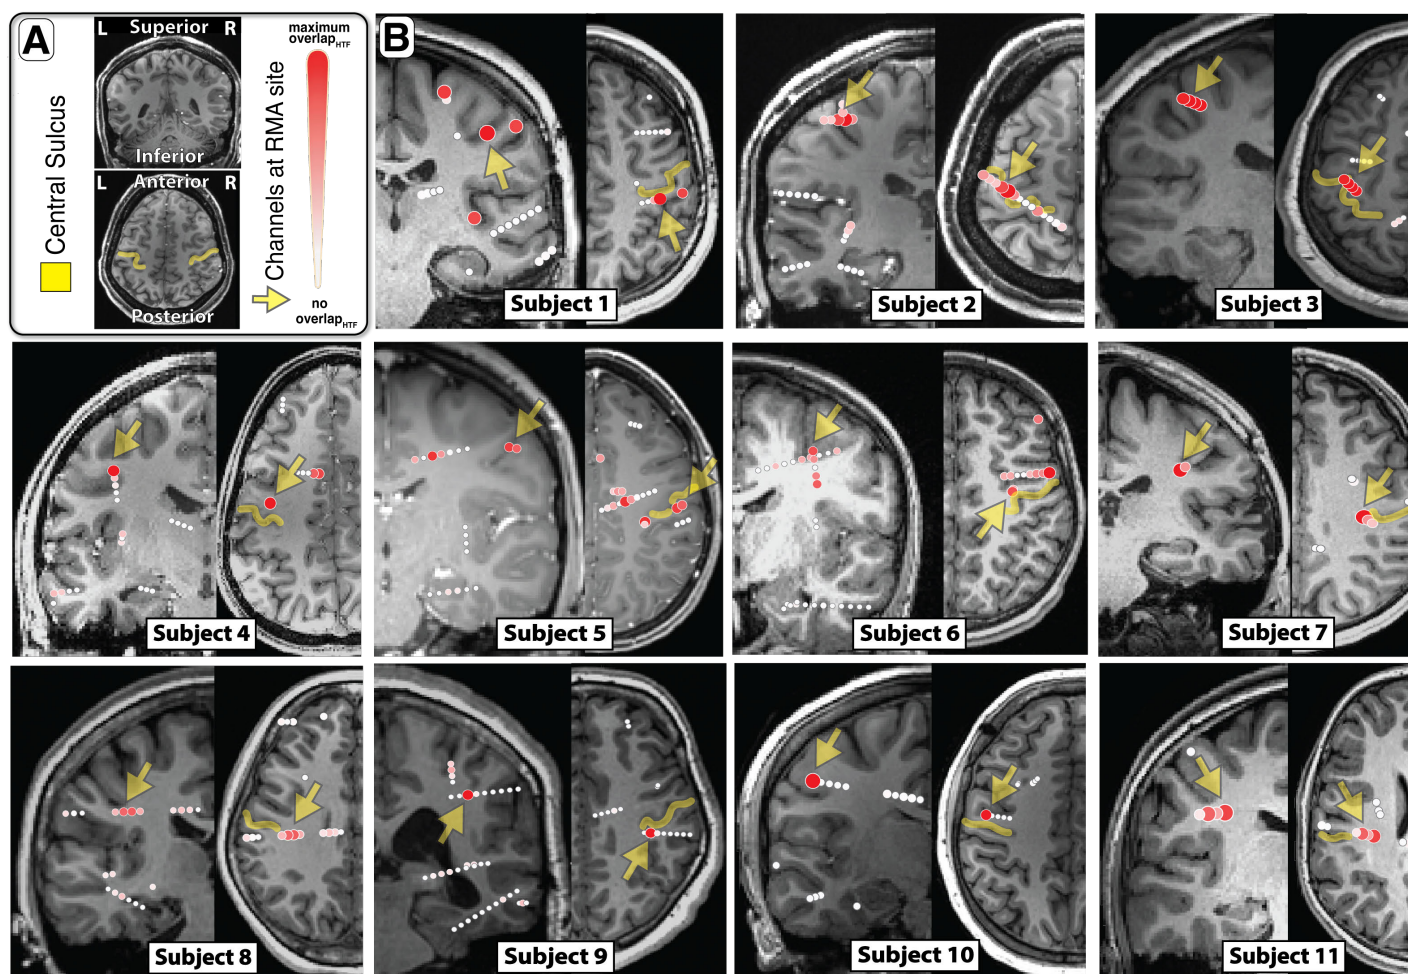 A
L Superior R
Inferior
L Anterior R
Posterior
Central Sulcus
maximum
overlapHTF
Channels at RMA site
no
overlapHTF
B
Subject 1
Subject 2
Subject 3
Subject 4
Subject 5
Subject 6
Subject 7
Subject 8
Subject 9
Subject 10
Subject 11